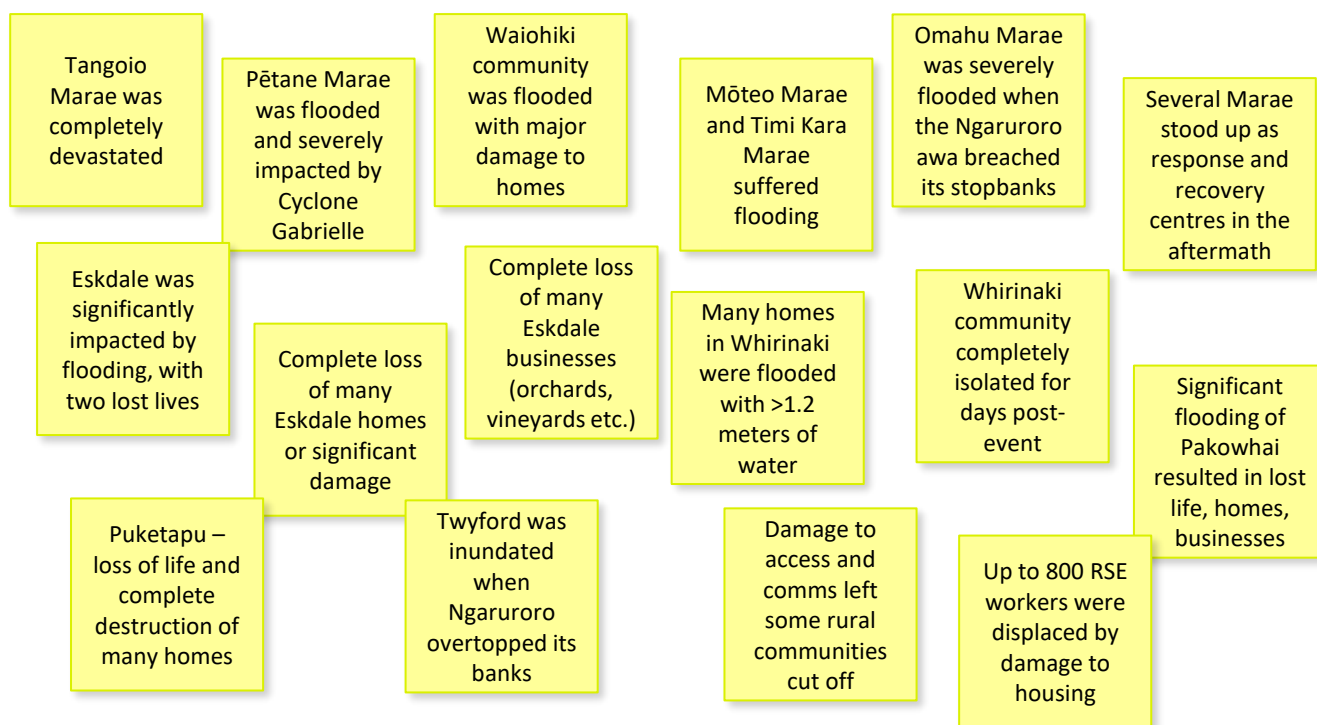 Tangoio
Marae was
completely
devastated
Pētane Marae
was flooded
and severely
impacted by
Cyclone
Gabrielle
Waiohiki
community
was flooded
with major
damage to
homes
Mōteo Marae
and Timi Kara
Marae
suffered
flooding
Omahu Marae
was severely
flooded when
the Ngaruroro
awa breached
its stopbanks
Several Marae
stood up as
response and
recovery
centres in the
aftermath
Eskdale was
significantly
impacted by
flooding, with
two lost lives
Complete loss
of many
Eskdale homes
or significant
damage
Complete loss
of many
Eskdale
businesses
(orchards,
vineyards etc.)
Many homes
in Whirinaki
were flooded
with >1.2
meters of
water
Whirinaki
community
completely
isolated for
days post-
event
Significant
flooding of
Pakowhai
resulted in lost
life, homes,
businesses
Puketapu –
loss of life and
complete
destruction of
many homes
Twyford was
inundated
when
Ngaruroro
overtopped its
banks
Damage to
access and
comms left
some rural
communities
cut off
Up to 800 RSE
workers were
displaced by
damage to
housing